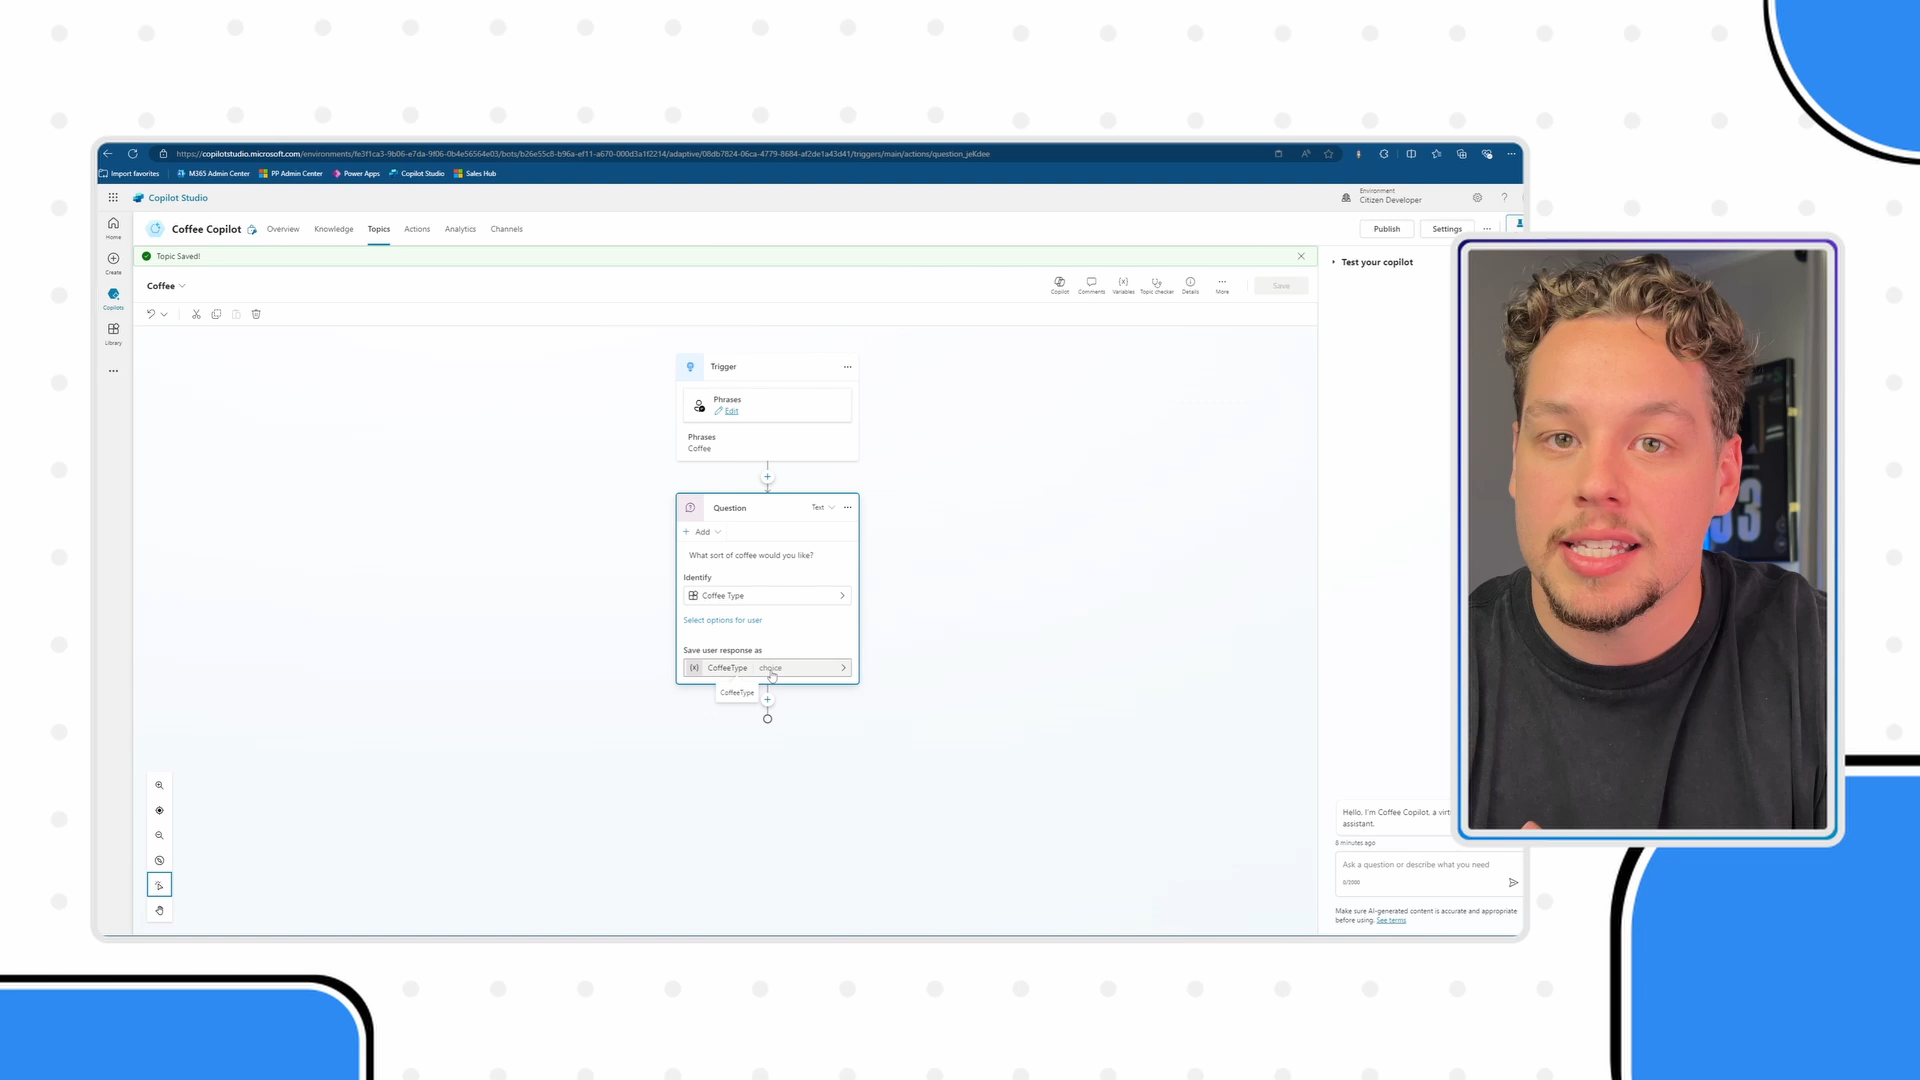 https://copilotstudio.microsoft.com/environments/fe3f1ca3-9b06-e7da-9f06-0b4e56564e03/bots/b26e55c8-b96a-ef11-a670-000d3a1f2214/adaptive/08db7824-06ca-4779-8684-af2de1a43d41/triggers/main/actions/question_jeKdee
Import favorites M365 Admin Center PP Admin Center Power Apps Copilot Studio Sales Hub
Copilot Studio
Environment
Citizen Developer
Home
Create
Copilots
Library
Coffee Copilot Overview Knowledge Topics Actions Analytics Channels Publish Settings
Topic Saved!
Coffee
Copilot Comments Variables Topic checker Details More Save
Trigger
Phrases
Edit
Phrases
Coffee
Question Text
Add
What sort of coffee would you like?
Identify
Coffee Type
Select options for user
Save user response as
{x} CoffeeType choice
CoffeeType
Test your copilot
Hello, I'm Coffee Copilot, a virt
assistant.
8 minutes ago
Ask a question or describe what you need
0/2000
Make sure AI-generated content is accurate and appropriate
before using. See terms